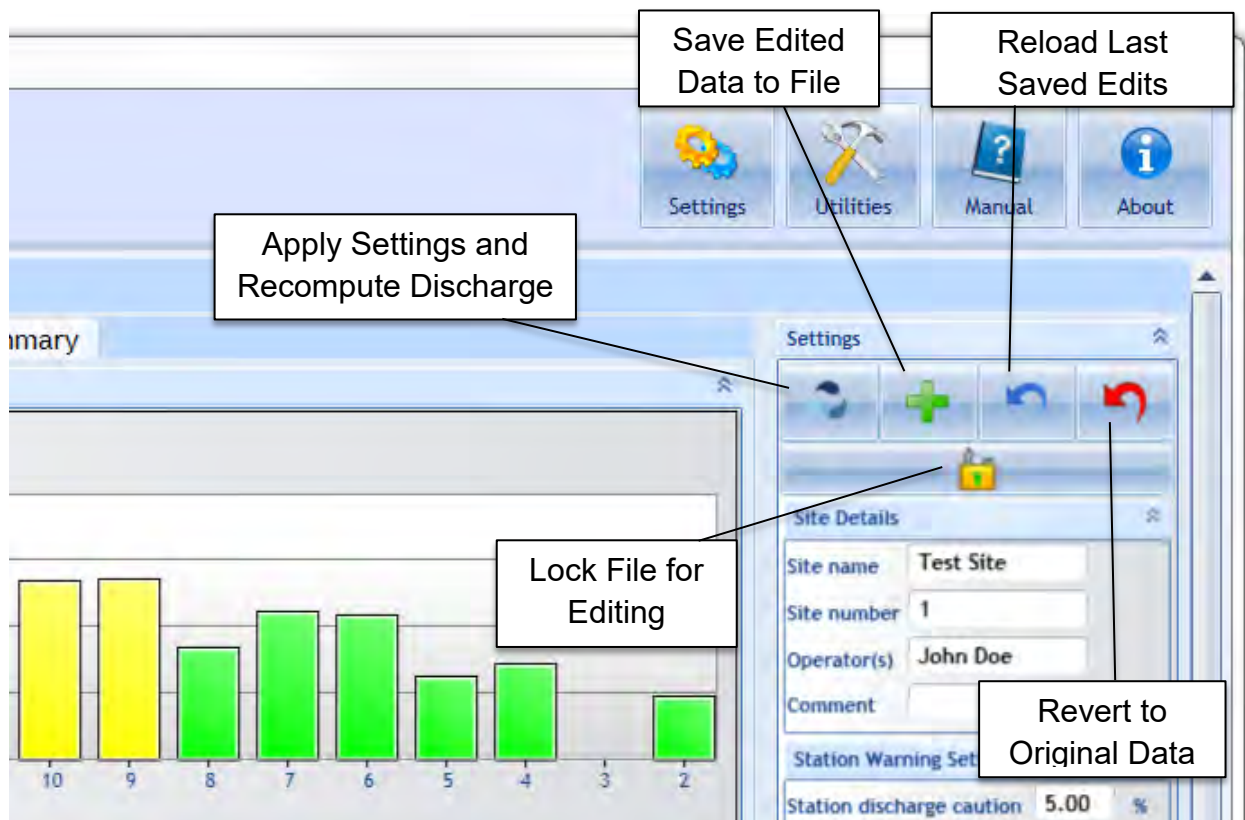 Save Edited
Data to File
Reload Last
Saved Edits
Settings
Utilities
Manual
About
Apply Settings and
Recompute Discharge
Settings
Site Details
Lock File for
Editing
Site name Test Site
Site number 1
Operator(s) John Doe
Comment
Revert to
Original Data
Station Warning Set
Station discharge caution 5.00 %
10 9 8 7 6 5 4 3 2